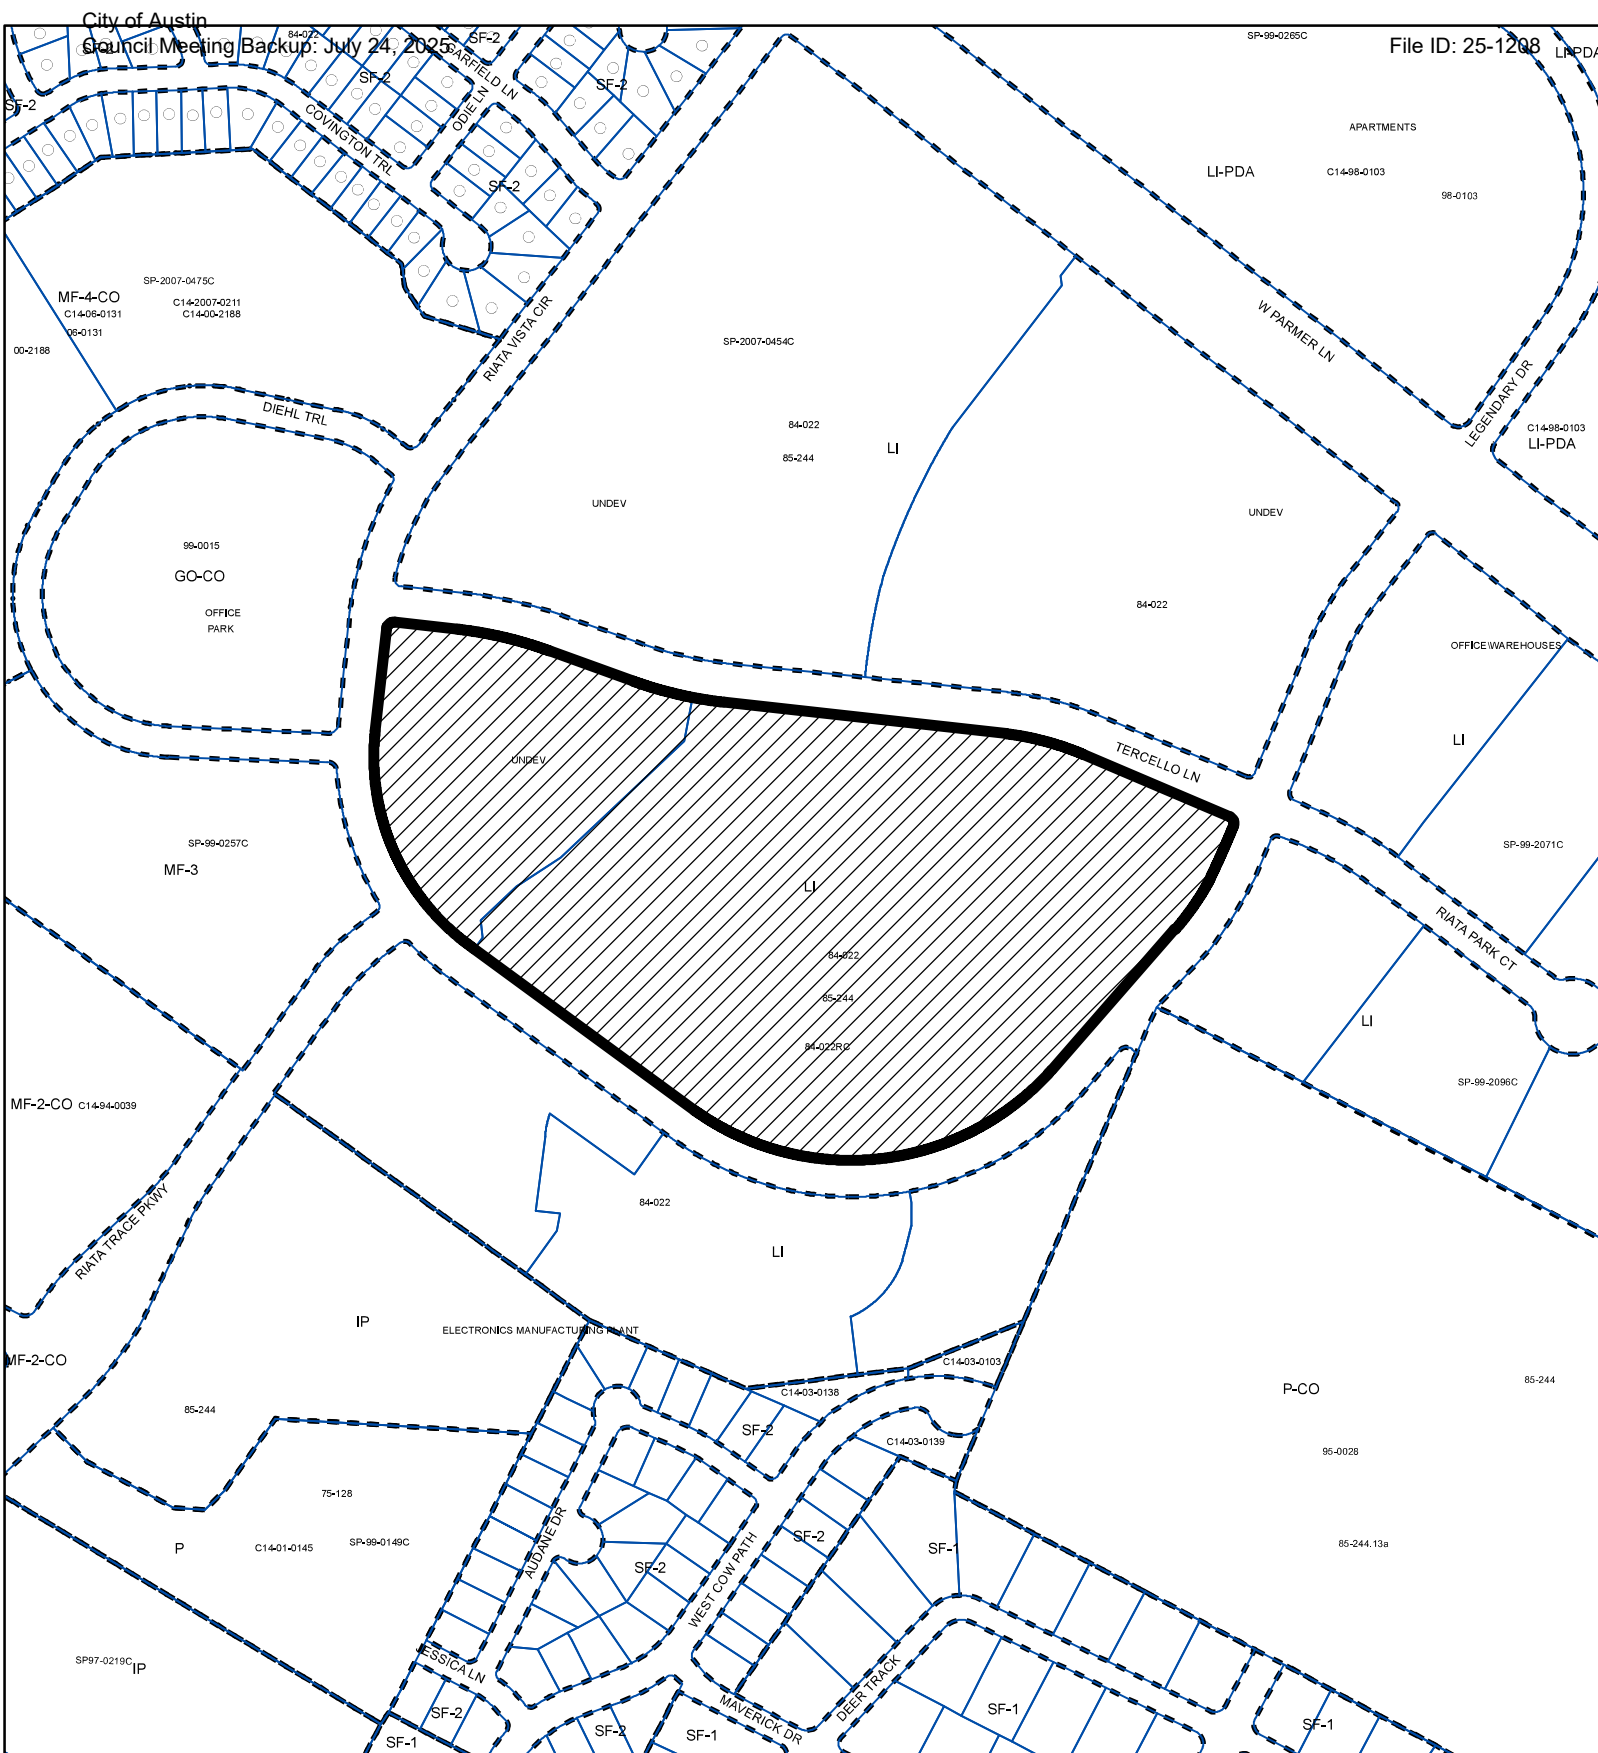 City of Austin
Council Meeting Backup: July 24, 2025
File ID: 25-1208
SF-2
84-022
SF-2
SP-99-0265C
LI-PDA
GARFIELD LN
SF-2
SF-2
SF-2
ODIE LN
COVINGTON TRL
APARTMENTS
LI-PDA
C14-98-0103
98-0103
SF-2
SP-2007-0475C
MF-4-CO
C14-2007-0211
C14-06-0131
C14-00-2188
06-0131
00-2188
RIATA VISTA CIR
W PARMER LN
SP-2007-0454C
LEGENDARY DR
DIEHL TRL
84-022
C14-98-0103
LI-PDA
LI
85-244
UNDEV
UNDEV
99-0015
GO-CO
84-022
OFFICE
PARK
OFFICE WAREHOUSES
LI
TERCELLO LN
UNDEV
SP-99-0257C
MF-3
SP-99-2071C
LI
RIATA PARK CT
84-022
85-244
LI
84-022RC
SP-99-2096C
MF-2-CO
C14-94-0039
RIATA TRACE PKWY
84-022
LI
IP
ELECTRONICS MANUFACTURING PLANT
MF-2-CO
C14-03-0103
C14-03-0138
P-CO
85-244
85-244
SF-2
C14-03-0139
95-0028
75-128
AUDANE DR
P
C14-01-0145
SP-99-0149C
SF-2
SF-1
85-244.13a
SF-2
WEST COW PATH
SP97-0219C
IP
JESSICA LN
DEER TRACK
MAVERICK DR
SF-2
SF-2
SF-1
SF-1
SF-1
SF-1